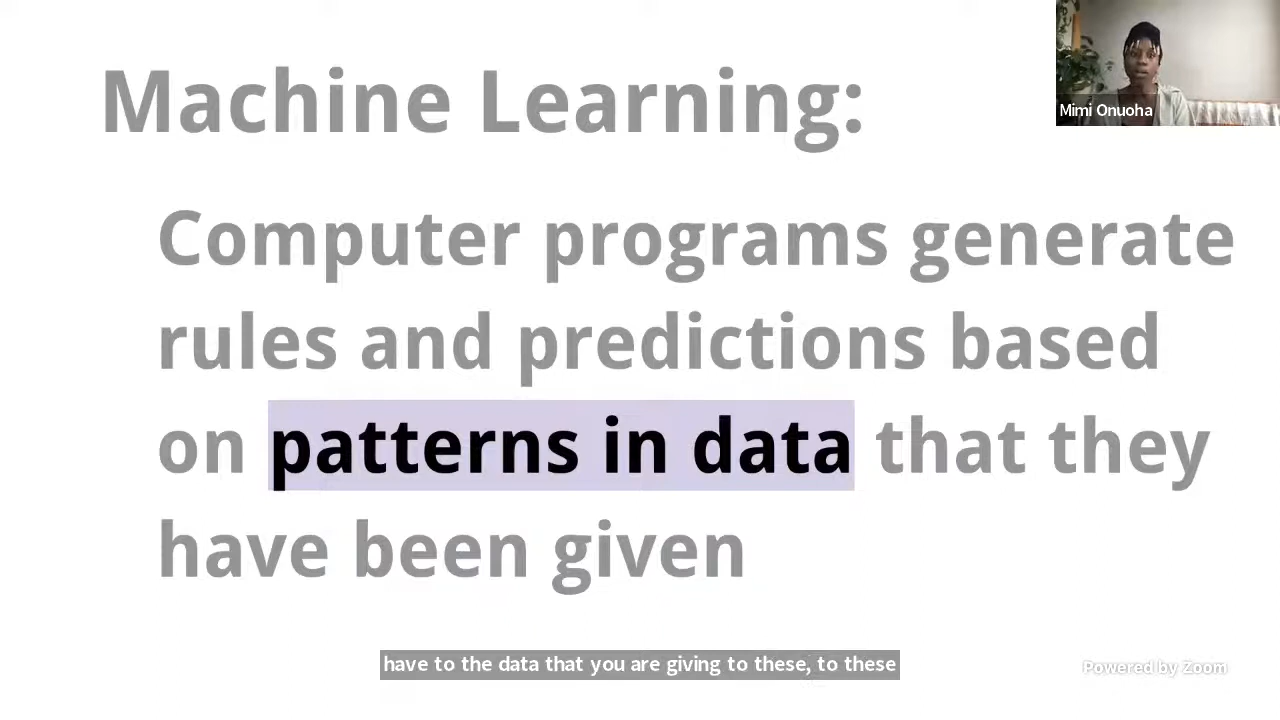 Machine Learning:
Mimi Onuoha
Computer programs generate
rules and predictions based
on patterns in data that they
have been given
have to the data that you are giving to these, to these
Powered by Zoom